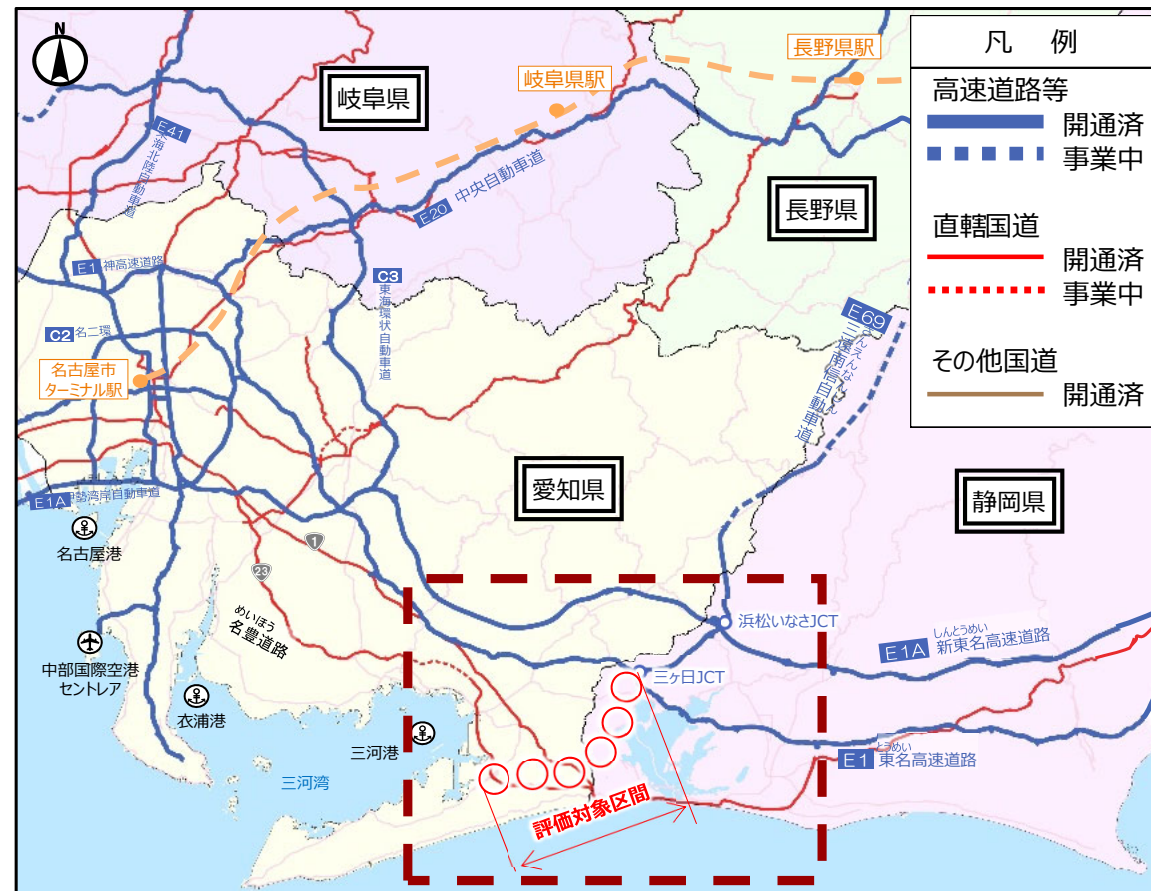 N
凡 例
高速道路等
開通済
事業中
直轄国道
開通済
事業中
その他国道
開通済
長野県駅
岐阜県駅
岐阜県
長野県
E41
海北陸自動車道
E20 中央自動車道
E1 神高速道路
C3
東海環状自動車道
C2 名二環
名古屋市
ターミナル駅
E69
さんえんなんしん
三遠南信自動車道
愛知県
静岡県
E1A 伊勢湾岸自動車道
名古屋港
1
23
めいほう
名豊道路
浜松いなさJCT
しんとうめい
E1A 新東名高速道路
中部国際空港
セントレア
衣浦港
三ヶ日JCT
三河港
とうめい
E1 東名高速道路
三河湾
評価対象区間